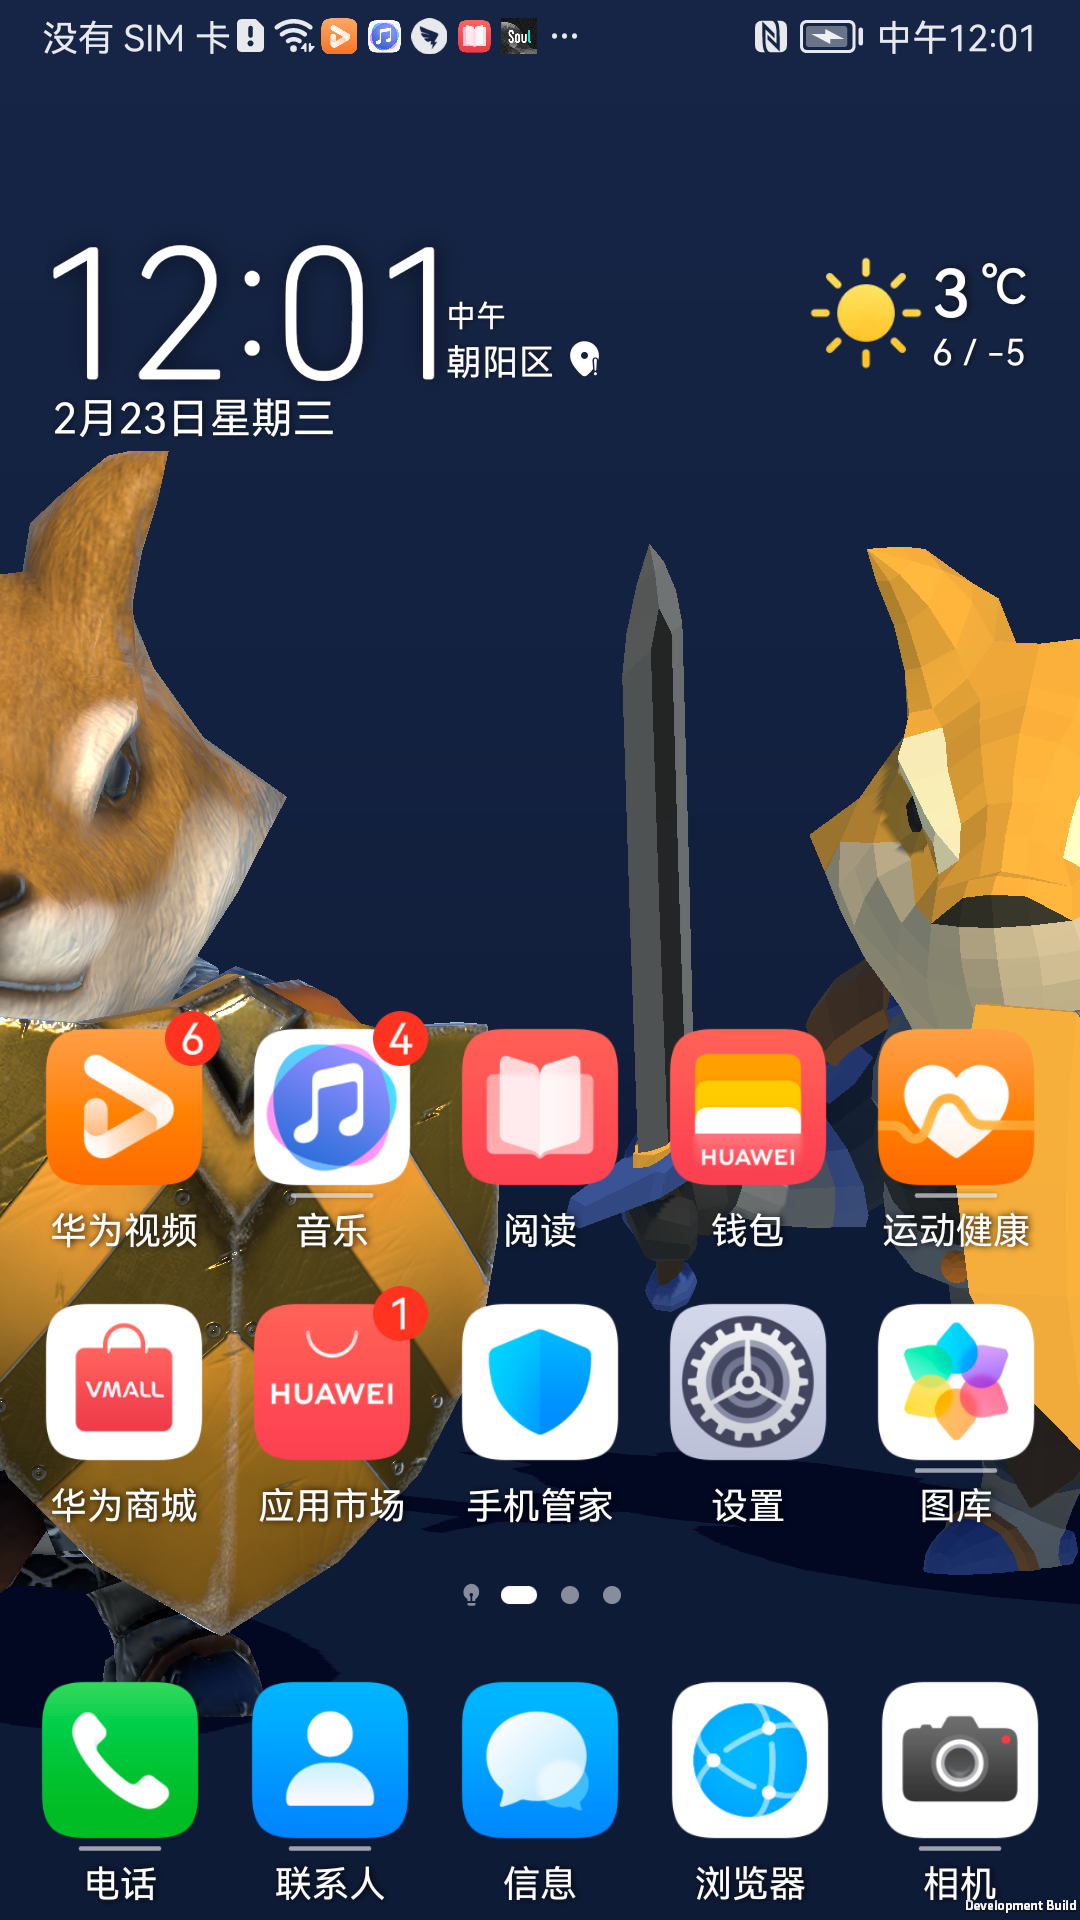 没有 SIM 卡 Soul ... 中午12:01
12:01 中午
朝阳区
3℃
6 / -5
2月23日星期三
6 4
HUAWEI
华为视频 音乐 阅读 钱包 运动健康
1
VMALL HUAWEI
华为商城 应用市场 手机管家 设置 图库
电话 联系人 信息 浏览器 相机
Development Build